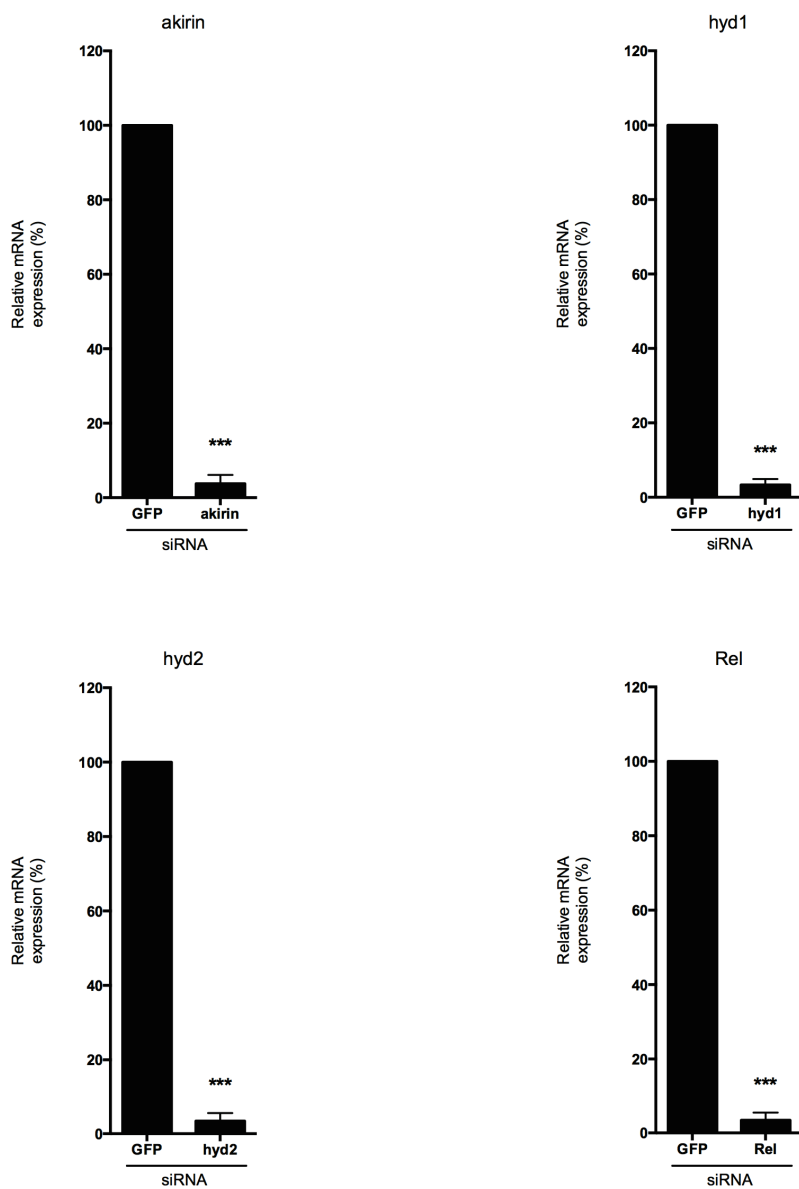 akirin
120
100
80
60
40
20
0
Relative mRNA
expression (%)
***
GFP akirin
siRNA
hyd1
120
100
80
60
40
20
0
Relative mRNA
expression (%)
***
GFP hyd1
siRNA
hyd2
120
100
80
60
40
20
0
Relative mRNA
expression (%)
***
GFP hyd2
siRNA
Rel
120
100
80
60
40
20
0
Relative mRNA
expression (%)
***
GFP Rel
siRNA